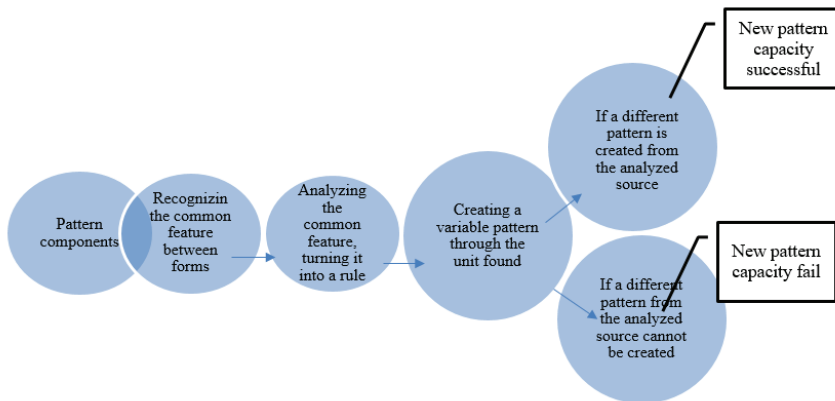 Pattern
components
Recognizin
the common
feature
between
forms
Analyzing
the
common
feature,
turning it
into a rule
Creating a
variable pattern
through the
unit found
If a different
pattern is
created from
the analyzed
source
New pattern
capacity
successful
If a different
pattern from
the analyzed
source cannot
be created
New pattern
capacity fail